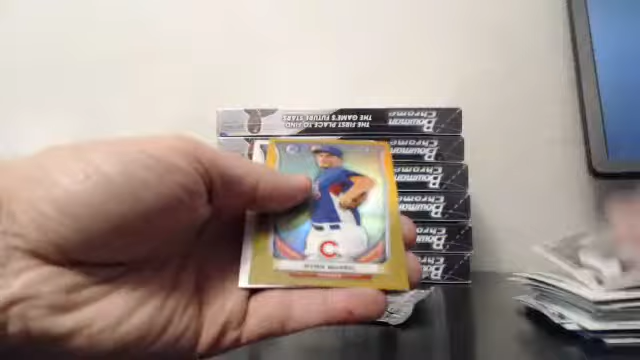 THE FIRST PLACE TO FIND
THE GAME'S FUTURE STARS
Bowman
Chrome
Bowman
Chrome
Bowman
Chrome
Bowman
Chrome
Bowman
Chrome
Bowman
Chrome
C